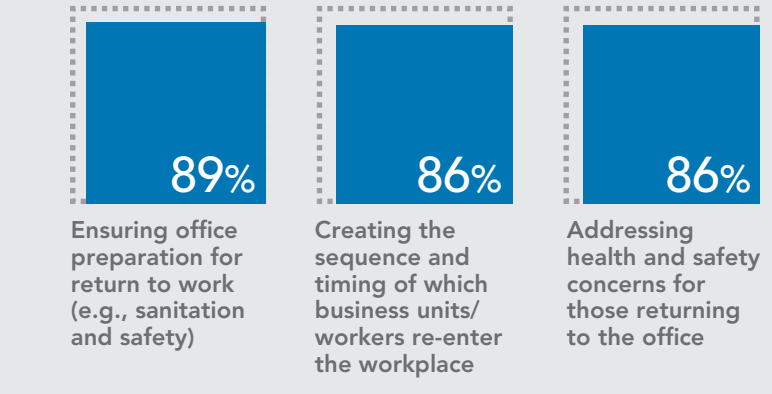 89%
Ensuring office
preparation for
return to work
(e.g., sanitation
and safety)
86%
Creating the
sequence and
timing of which
business units/
workers re-enter
the workplace
86%
Addressing
health and safety
concerns for
those returning
to the office